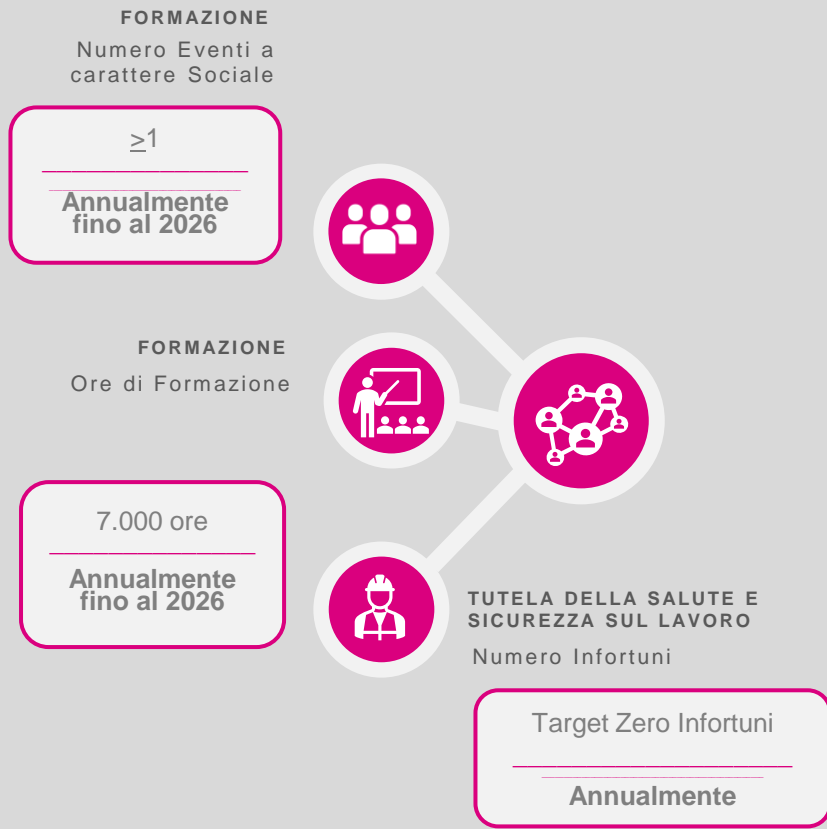 FORMAZIONE
Numero Eventi a
carattere Sociale
≥1
Annualmente
fino al 2026
FORMAZIONE
Ore di Formazione
7.000 ore
Annualmente
fino al 2026
TUTELA DELLA SALUTE E
SICUREZZA SUL LAVORO
Numero Infortuni
Target Zero Infortuni
Annualmente